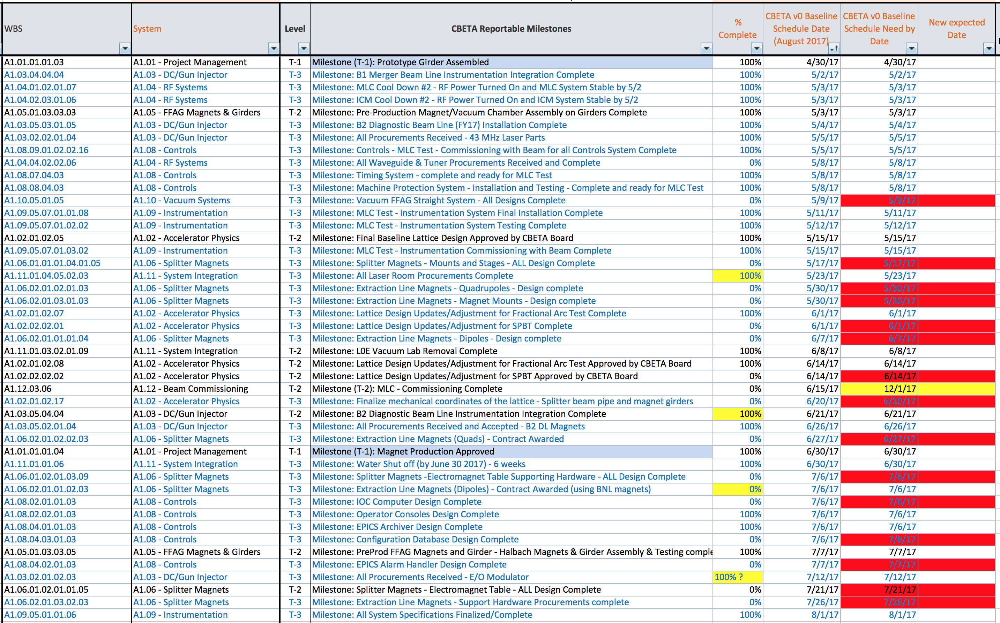 WBS System Level CBETA Reportable Milestones % Complete CBETA v0 Baseline Schedule Date (August 2017) CBETA v0 Baseline Schedule Need by Date New expected Date
A1.01.01.01.03 A1.01 - Project Management T-1 Milestone (T-1): Prototype Girder Assembled 100% 4/30/17 4/30/17
A1.03.04.04.04 A1.03 - DC/Gun Injector T-3 Milestone: B1 Merger Beam Line Instrumentation Integration Complete 100% 5/2/17 5/2/17
A1.04.01.02.01.07 A1.04 - RF Systems T-3 Milestone: MLC Cool Down #2 - RF Power Turned On and MLC System Stable by 5/2 100% 5/3/17 5/3/17
A1.04.02.03.01.06 A1.04 - RF Systems T-3 Milestone: ICM Cool Down #2 - RF Power Turned On and ICM System Stable by 5/2 100% 5/3/17 5/3/17
A1.05.01.03.03.03 A1.05 - FFAG Magnets & Girders T-2 Milestone: Pre-Production Magnet/Vacuum Chamber Assembly on Girders Complete 100% 5/3/17 5/3/17
A1.03.05.03.01.05 A1.03 - DC/Gun Injector T-3 Milestone: B2 Diagnostic Beam Line (FY17) Installation Complete 100% 5/4/17 5/4/17
A1.03.02.02.01.04 A1.03 - DC/Gun Injector T-3 Milestone: All Procurements Received - 43 MHz Laser Parts 100% 5/5/17 5/5/17
A1.08.09.01.02.02.16 A1.08 - Controls T-3 Milestone: Controls - MLC Test - Commissioning with Beam for all Controls System Complete 100% 5/5/17 5/5/17
A1.04.04.02.02.06 A1.04 - RF Systems T-3 Milestone: All Waveguide & Tuner Procurements Received and Complete 0% 5/8/17 5/8/17
A1.08.07.04.03 A1.08 - Controls T-3 Milestone: Timing System - complete and ready for MLC Test 100% 5/8/17 5/8/17
A1.08.08.04.03 A1.08 - Controls T-3 Milestone: Machine Protection System - Installation and Testing - Complete and ready for MLC Test 100% 5/8/17 5/8/17
A1.10.05.01.05 A1.10 - Vacuum Systems T-3 Milestone: Vacuum FFAG Straight System - All Designs Complete 0% 5/9/17 5/9/17
A1.09.05.07.01.01.08 A1.09 - Instrumentation T-3 Milestone: MLC Test - Instrumentation System Final Installation Complete 100% 5/11/17 5/11/17
A1.09.05.07.01.02.02 A1.09 - Instrumentation T-3 Milestone: MLC Test - Instrumentation System Testing Complete 100% 5/12/17 5/12/17
A1.02.01.02.05 A1.02 - Accelerator Physics T-2 Milestone: Final Baseline Lattice Design Approved by CBETA Board 100% 5/15/17 5/15/17
A1.09.05.07.01.03.02 A1.09 - Instrumentation T-3 Milestone: MLC Test - Instrumentation Commissioning with Beam Complete 100% 5/15/17 5/15/17
A1.06.01.01.01.04.01.05 A1.06 - Splitter Magnets T-3 Milestone: Splitter Magnets - Mounts and Stages - ALL Design Complete 0% 5/17/17 5/17/17
A1.11.01.04.05.02.03 A1.11 - System Integration T-3 Milestone: All Laser Room Procurements Complete 100% 5/23/17 5/23/17
A1.06.02.01.02.01.03 A1.06 - Splitter Magnets T-3 Milestone: Extraction Line Magnets - Quadrupoles - Design complete 0% 5/30/17 5/30/17
A1.06.02.01.03.01.03 A1.06 - Splitter Magnets T-3 Milestone: Extraction Line Magnets - Magnet Mounts - Design complete 0% 5/30/17 5/30/17
A1.02.01.02.07 A1.02 - Accelerator Physics T-3 Milestone: Lattice Design Updates/Adjustment for Fractional Arc Test Complete 100% 6/1/17 6/1/17
A1.02.02.02.01 A1.02 - Accelerator Physics T-3 Milestone: Lattice Design Updates/Adjustment for SPBT Complete 0% 6/1/17 6/1/17
A1.06.02.01.01.01.04 A1.06 - Splitter Magnets T-3 Milestone: Extraction Line Magnets - Dipoles - Design complete 0% 6/7/17 6/7/17
A1.11.01.03.02.01.09 A1.11 - System Integration T-2 Milestone: L0E Vacuum Lab Removal Complete 100% 6/8/17 6/8/17
A1.02.01.02.08 A1.02 - Accelerator Physics T-2 Milestone: Lattice Design Updates/Adjustment for Fractional Arc Test Approved by CBETA Board 100% 6/14/17 6/14/17
A1.02.02.02.02 A1.02 - Accelerator Physics T-2 Milestone: Lattice Design Updates/Adjustment for SPBT Approved by CBETA Board 0% 6/14/17 6/14/17
A1.12.03.06 A1.12 - Beam Commissioning T-2 Milestone (T-2): MLC - Commissioning Complete 0% 6/15/17 12/1/17
A1.02.01.02.17 A1.02 - Accelerator Physics T-3 Milestone: Finalize mechanical coordinates of the lattice - Splitter beam pipe and magnet girders 0% 6/20/17 6/20/17
A1.03.05.04.04 A1.03 - DC/Gun Injector T-2 Milestone: B2 Diagnostic Beam Line Instrumentation Integration Complete 100% 6/21/17 6/21/17
A1.03.05.02.01.04 A1.03 - DC/Gun Injector T-3 Milestone: All Procurements Received and Accepted - B2 DL Magnets 100% 6/26/17 6/26/17
A1.06.02.01.02.02.03 A1.06 - Splitter Magnets T-3 Milestone: Extraction Line Magnets (Quads) - Contract Awarded 0% 6/27/17 6/27/17
A1.01.01.01.04 A1.01 - Project Management T-1 Milestone (T-1): Magnet Production Approved 100% 6/30/17 6/30/17
A1.11.01.01.06 A1.11 - System Integration T-3 Milestone: Water Shut off (by June 30 2017) - 6 weeks 100% 6/30/17 6/30/17
A1.06.01.02.01.03.09 A1.06 - Splitter Magnets T-3 Milestone: Splitter Magnets -Electromagnet Table Supporting Hardware - ALL Design Complete 0% 7/6/17 7/6/17
A1.06.02.01.01.02.03 A1.06 - Splitter Magnets T-3 Milestone: Extraction Line Magnets (Dipoles) - Contract Awarded (using BNL magnets) 0% 7/6/17 7/6/17
A1.08.02.01.01.03 A1.08 - Controls T-3 Milestone: IOC Computer Design Complete 0% 7/6/17 7/6/17
A1.08.02.02.01.03 A1.08 - Controls T-3 Milestone: Operator Consoles Design Complete 100% 7/6/17 7/6/17
A1.08.04.01.01.03 A1.08 - Controls T-3 Milestone: EPICS Archiver Design Complete 100% 7/6/17 7/6/17
A1.08.04.03.01.03 A1.08 - Controls T-3 Milestone: Configuration Database Design Complete 0% 7/6/17 7/6/17
A1.05.01.03.03.05 A1.05 - FFAG Magnets & Girders T-2 Milestone: PreProd FFAG Magnets and Girder - Halbach Magnets & Girder Assembly & Testing comple 100% 7/7/17 7/7/17
A1.08.04.02.01.03 A1.08 - Controls T-3 Milestone: EPICS Alarm Handler Design Complete 0% 7/7/17 7/7/17
A1.03.02.01.02.03 A1.03 - DC/Gun Injector T-3 Milestone: All Procurements Received - E/O Modulator 100% ? 7/12/17 7/12/17
A1.06.01.02.01.01.05 A1.06 - Splitter Magnets T-2 Milestone: Splitter Magnets - Electromagnet Table - ALL Design Complete 0% 7/21/17 7/21/17
A1.06.02.01.03.02.03 A1.06 - Splitter Magnets T-3 Milestone: Extraction Line Magnets - Support Hardware Procurements complete 0% 7/26/17 7/26/17
A1.09.05.01.01.06 A1.09 - Instrumentation T-3 Milestone: All System Specifications Finalized/Complete 100% 8/1/17 8/1/17